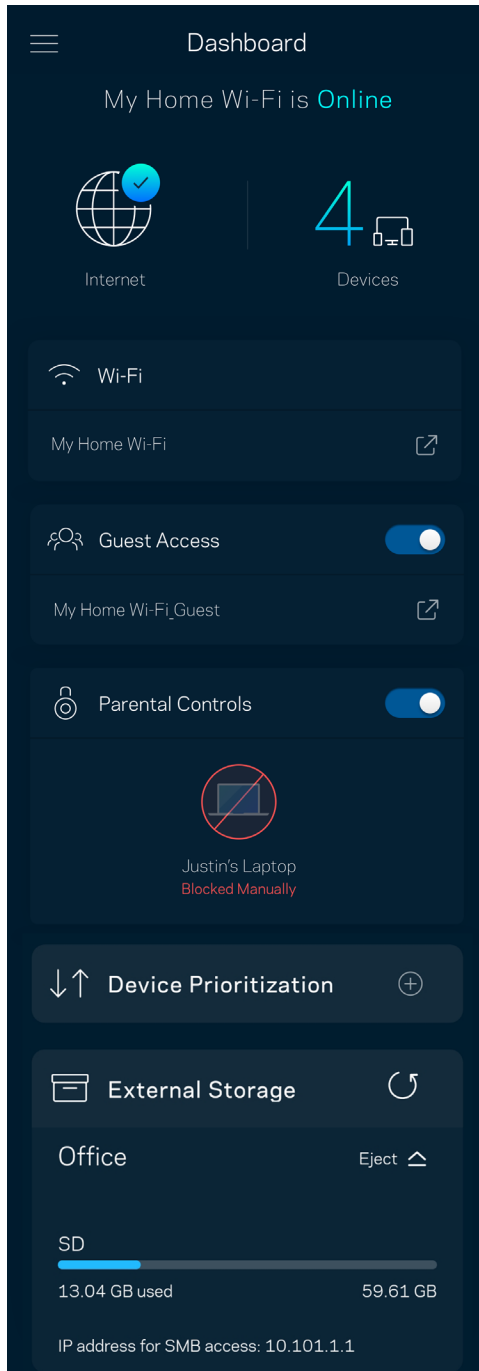 Dashboard
My Home Wi-Fi is Online
4
Internet
Devices
Wi-Fi
My Home Wi-Fi
Guest Access
My Home Wi-Fi_Guest
Parental Controls
Justin's Laptop
Blocked Manually
Device Prioritization
External Storage
Office
Eject
SD
13.04 GB used
59.61 GB
IP address for SMB access: 10.101.1.1